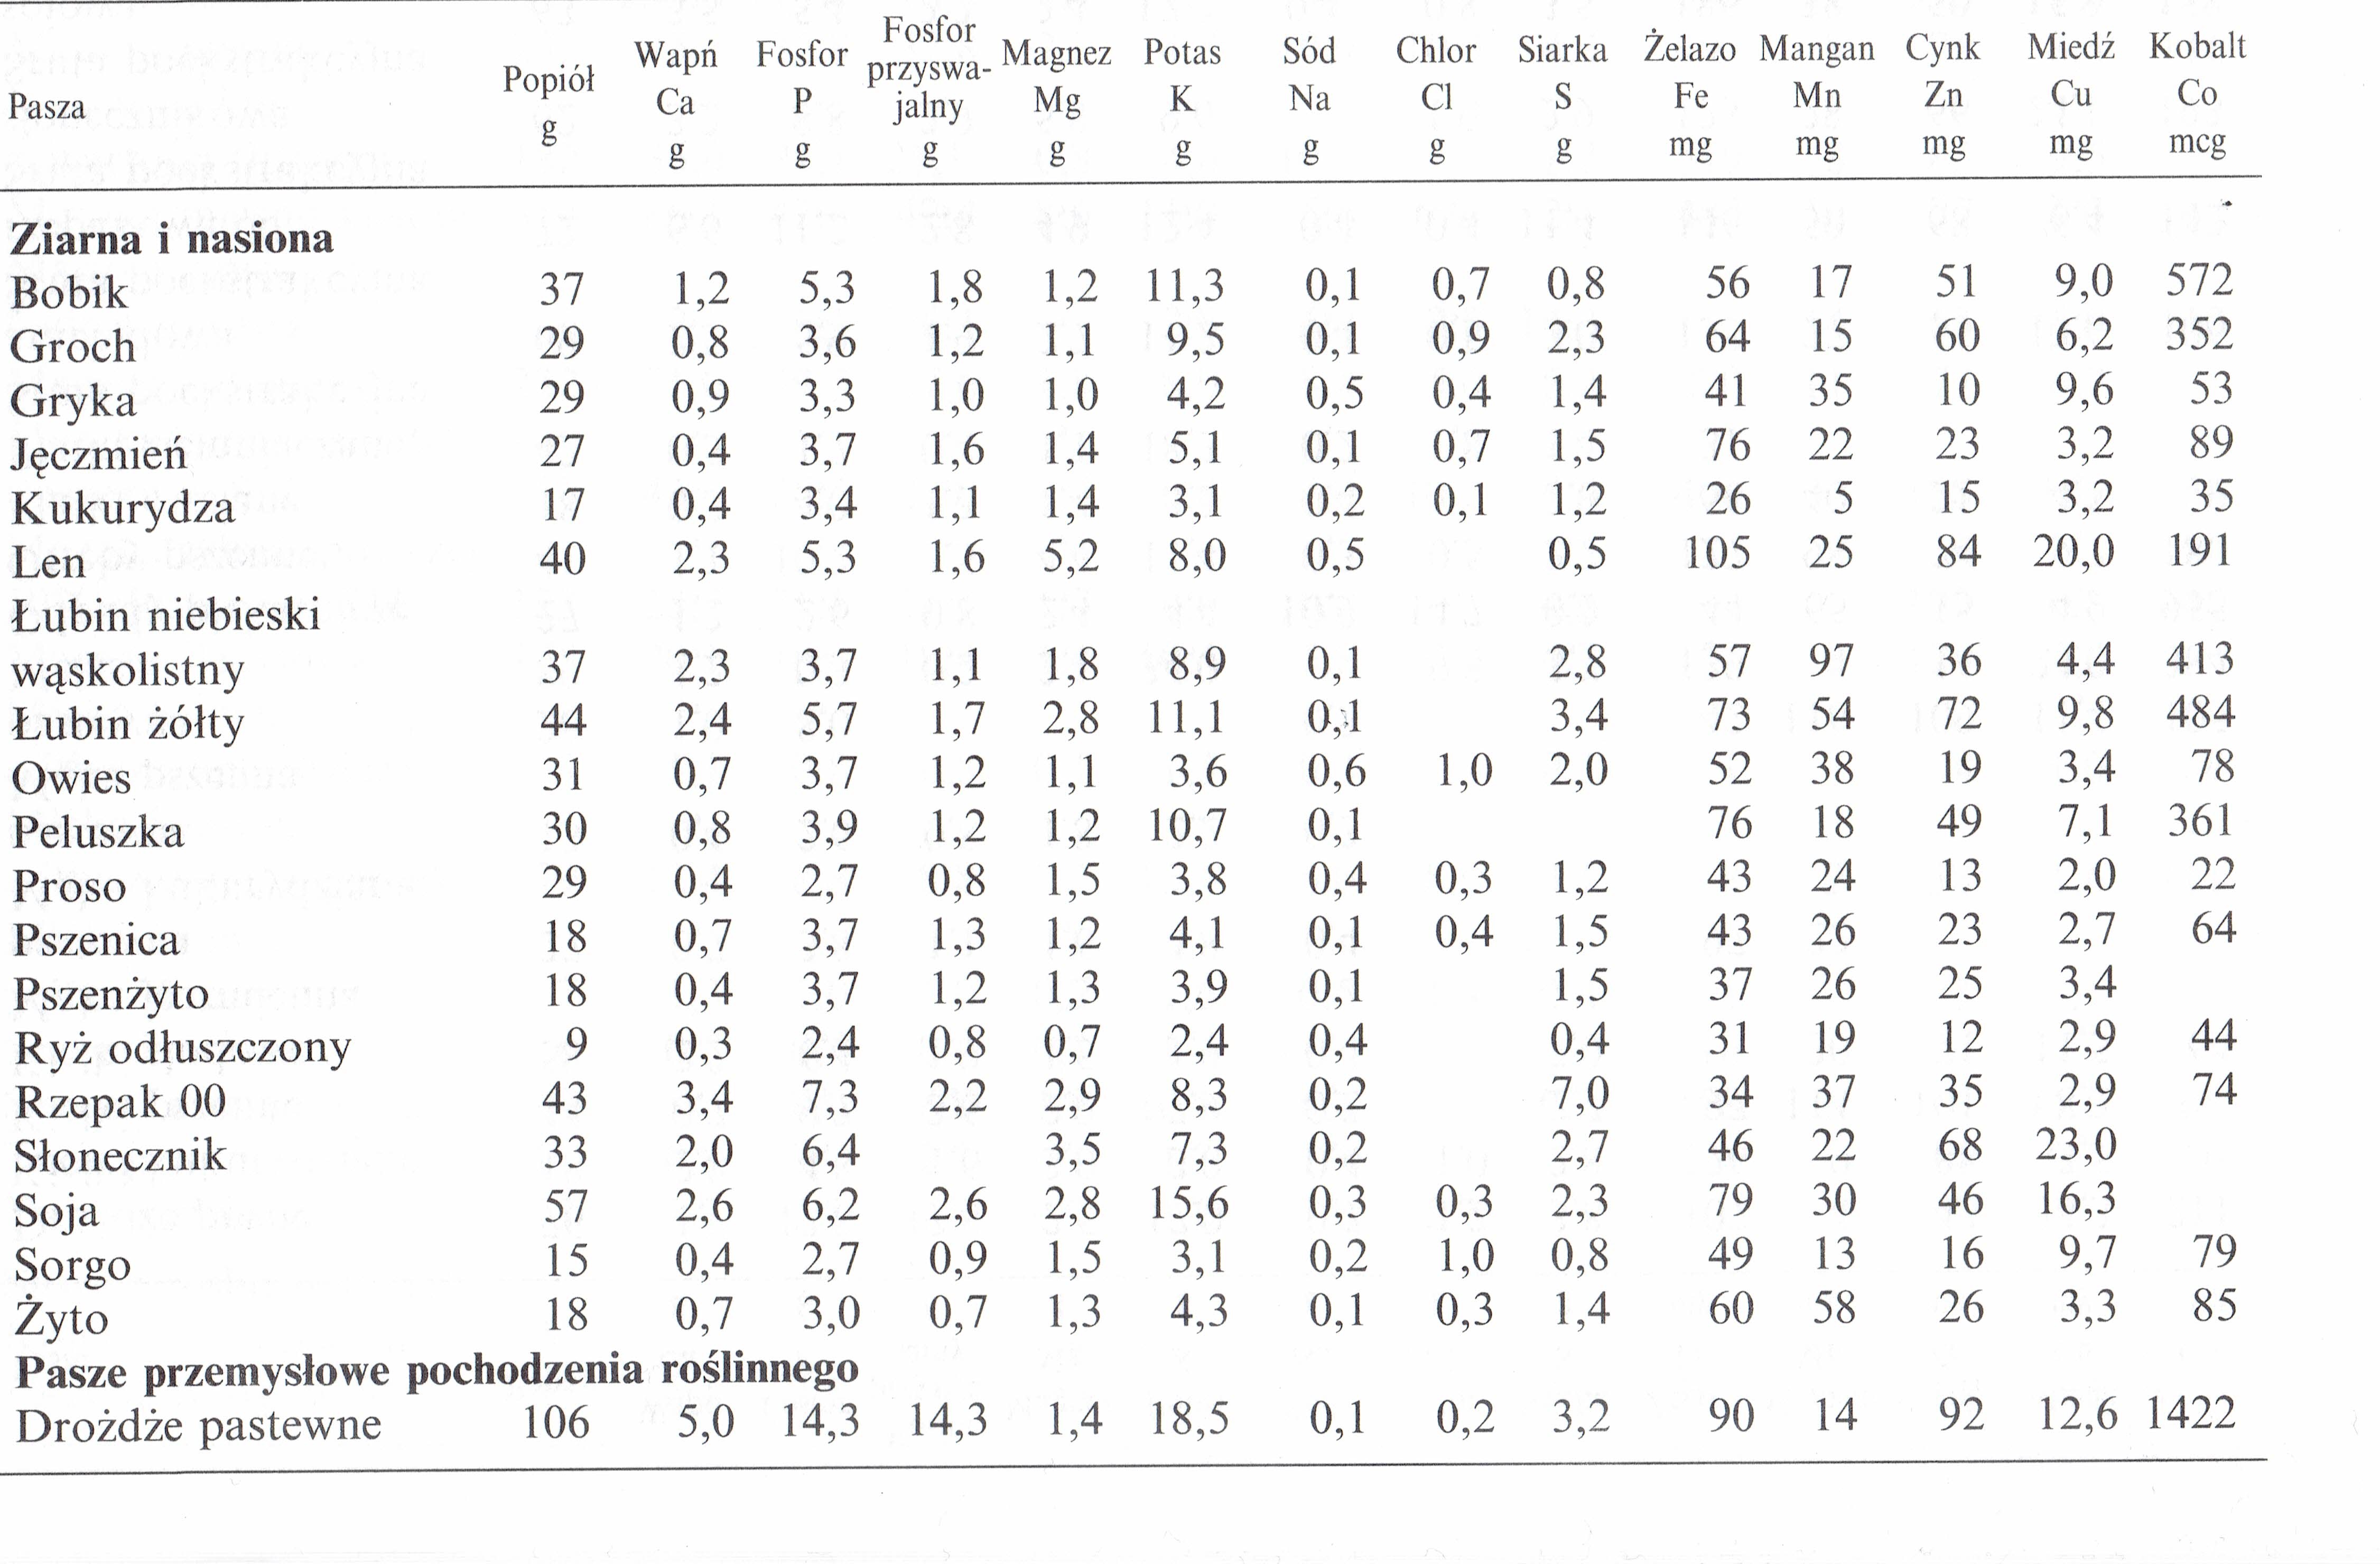 Pasza Popiół g Wapń Ca g Fosfor P g Fosfor przyswa-jalny g Magnez Mg g Potas K g Sód Na g Chlor Cl g Siarka S g Żelazo Fe mg Mangan Mn mg Cynk Zn mg Miedź Cu mg Kobalt Co mcg
Ziarna i nasiona
Bobik 37 1,2 5,3 1,8 1,2 11,3 0,1 0,7 0,8 56 17 51 9,0 572
Groch 29 0,8 3,6 1,2 1,1 9,5 0,1 0,9 2,3 64 15 60 6,2 352
Gryka 29 0,9 3,3 1,0 1,0 4,2 0,5 0,4 1,4 41 35 10 9,6 53
Jęczmień 27 0,4 3,7 1,6 1,4 5,1 0,1 0,7 1,5 76 22 23 3,2 89
Kukurydza 17 0,4 3,4 1,1 1,4 3,1 0,2 0,1 1,2 26 5 15 3,2 35
Len 40 2,3 5,3 1,6 5,2 8,0 0,5 0,5 105 25 84 20,0 191
Łubin niebieski
wąskolistny 37 2,3 3,7 1,1 1,8 8,9 0,1 2,8 57 97 36 4,4 413
Łubin żółty 44 2,4 5,7 1,7 2,8 11,1 0,1 3,4 73 54 72 9,8 484
Owies 31 0,7 3,7 1,2 1,1 3,6 0,6 1,0 2,0 52 38 19 3,4 78
Peluszka 30 0,8 3,9 1,2 1,2 10,7 0,1 76 18 49 7,1 361
Proso 29 0,4 2,7 0,8 1,5 3,8 0,4 0,3 1,2 43 24 13 2,0 22
Pszenica 18 0,7 3,7 1,3 1,2 4,1 0,1 0,4 1,5 43 26 23 2,7 64
Pszenżyto 18 0,4 3,7 1,2 1,3 3,9 0,1 1,5 37 26 25 3,4
Ryż odłuszczony 9 0,3 2,4 0,8 0,7 2,4 0,4 0,4 31 19 12 2,9 44
Rzepak 00 43 3,4 7,3 2,2 2,9 8,3 0,2 7,0 34 37 35 2,9 74
Słonecznik 33 2,0 6,4 3,5 7,3 0,2 2,7 46 22 68 23,0
Soja 57 2,6 6,2 2,6 2,8 15,6 0,3 0,3 2,3 79 30 46 16,3
Sorgo 15 0,4 2,7 0,9 1,5 3,1 0,2 1,0 0,8 49 13 16 9,7 79
Żyto 18 0,7 3,0 0,7 1,3 4,3 0,1 0,3 1,4 60 58 26 3,3 85
Pasze przemysłowe pochodzenia roślinnego
Drożdże pastewne 106 5,0 14,3 14,3 1,4 18,5 0,1 0,2 3,2 90 14 92 12,6 1422